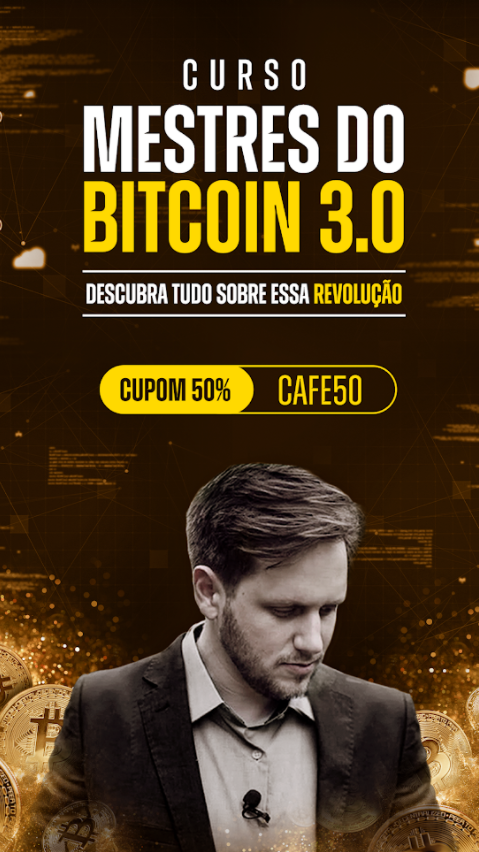 CURSO
MESTRES DO
BITCOIN 3.0
DESCUBRA TUDO SOBRE ESSA REVOLUÇÃO
CUPOM 50% CAFE50